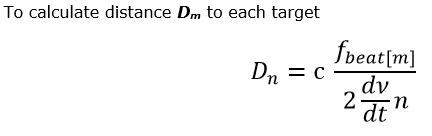 To calculate distance Dm to each target
Dn = c fbeat[m] / 2 dν/dt n